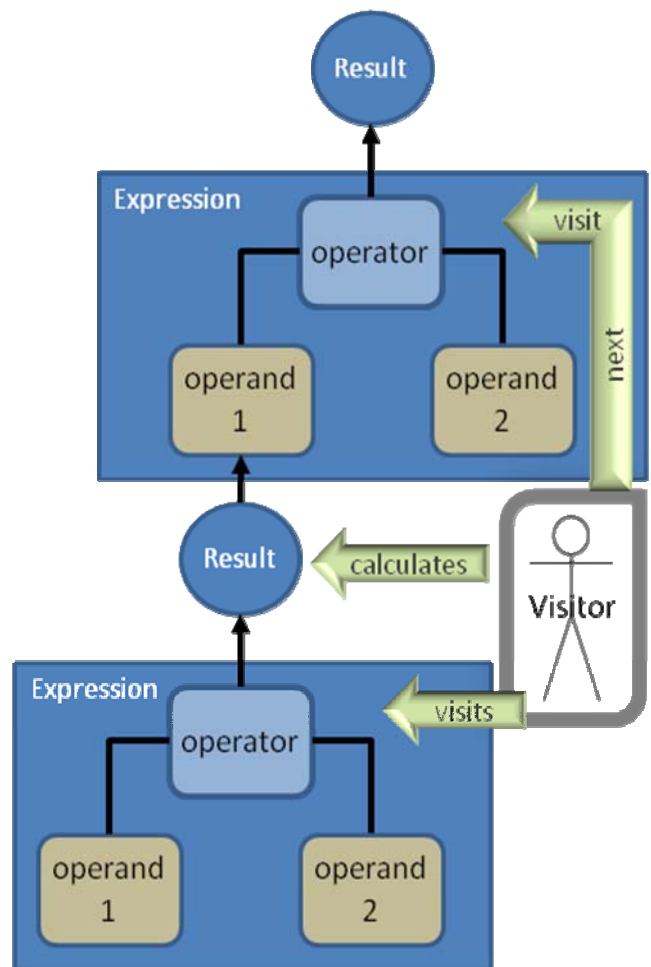 Result
Expression
visit
operator
next
operand
1
operand
2
Result
calculates
Visitor
Expression
visits
operator
operand
1
operand
2